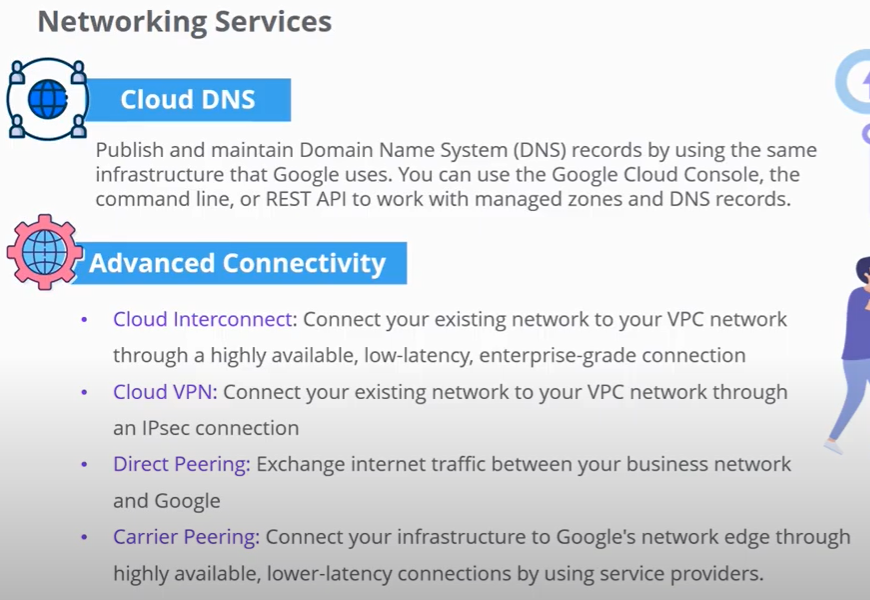 Networking Services
Cloud DNS
Publish and maintain Domain Name System (DNS) records by using the same
infrastructure that Google uses. You can use the Google Cloud Console, the
command line, or REST API to work with managed zones and DNS records.
Advanced Connectivity
• Cloud Interconnect: Connect your existing network to your VPC network
through a highly available, low-latency, enterprise-grade connection
• Cloud VPN: Connect your existing network to your VPC network through
an IPsec connection
• Direct Peering: Exchange internet traffic between your business network
and Google
• Carrier Peering: Connect your infrastructure to Google's network edge through
highly available, lower-latency connections by using service providers.